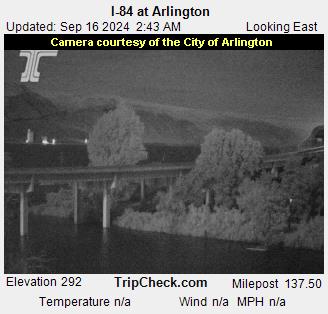 I-84 at Arlington
Updated: Sep 16 2024 2:43 AM Looking East
Camera courtesy of the City of Arlington
Elevation 292 TripCheck.com Milepost 137.50
Temperature n/a Wind n/a MPH n/a